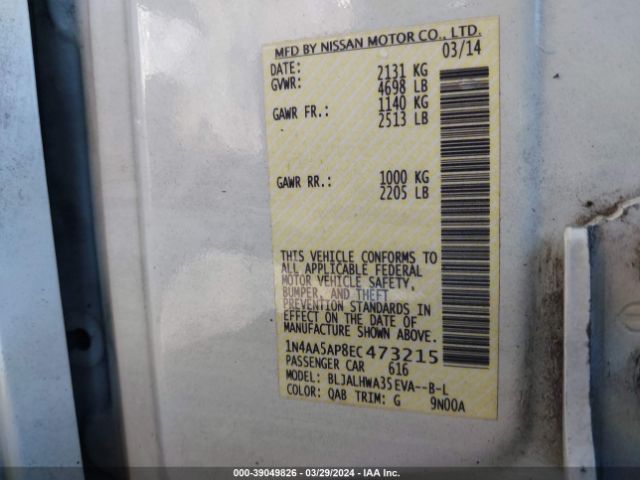 MFD BY NISSAN MOTOR CO., LTD.
03/14
DATE:
GVWR: 2131 KG
4698 LB
GAWR FR.: 1140 KG
2513 LB
GAWR RR.: 1000 KG
2205 LB
THIS VEHICLE CONFORMS TO
ALL APPLICABLE FEDERAL
MOTOR VEHICLE SAFETY,
BUMPER, AND THEFT
PREVENTION STANDARDS IN
EFFECT ON THE DATE OF
MANUFACTURE SHOWN ABOVE.
1N4AA5AP8EC 473215
PASSENGER CAR 616
MODEL: BLJALHWA35EVA--B-L
COLOR: QAB TRIM: G 9N00A
000-39049826 / 03/29/2024 - IAA Inc.